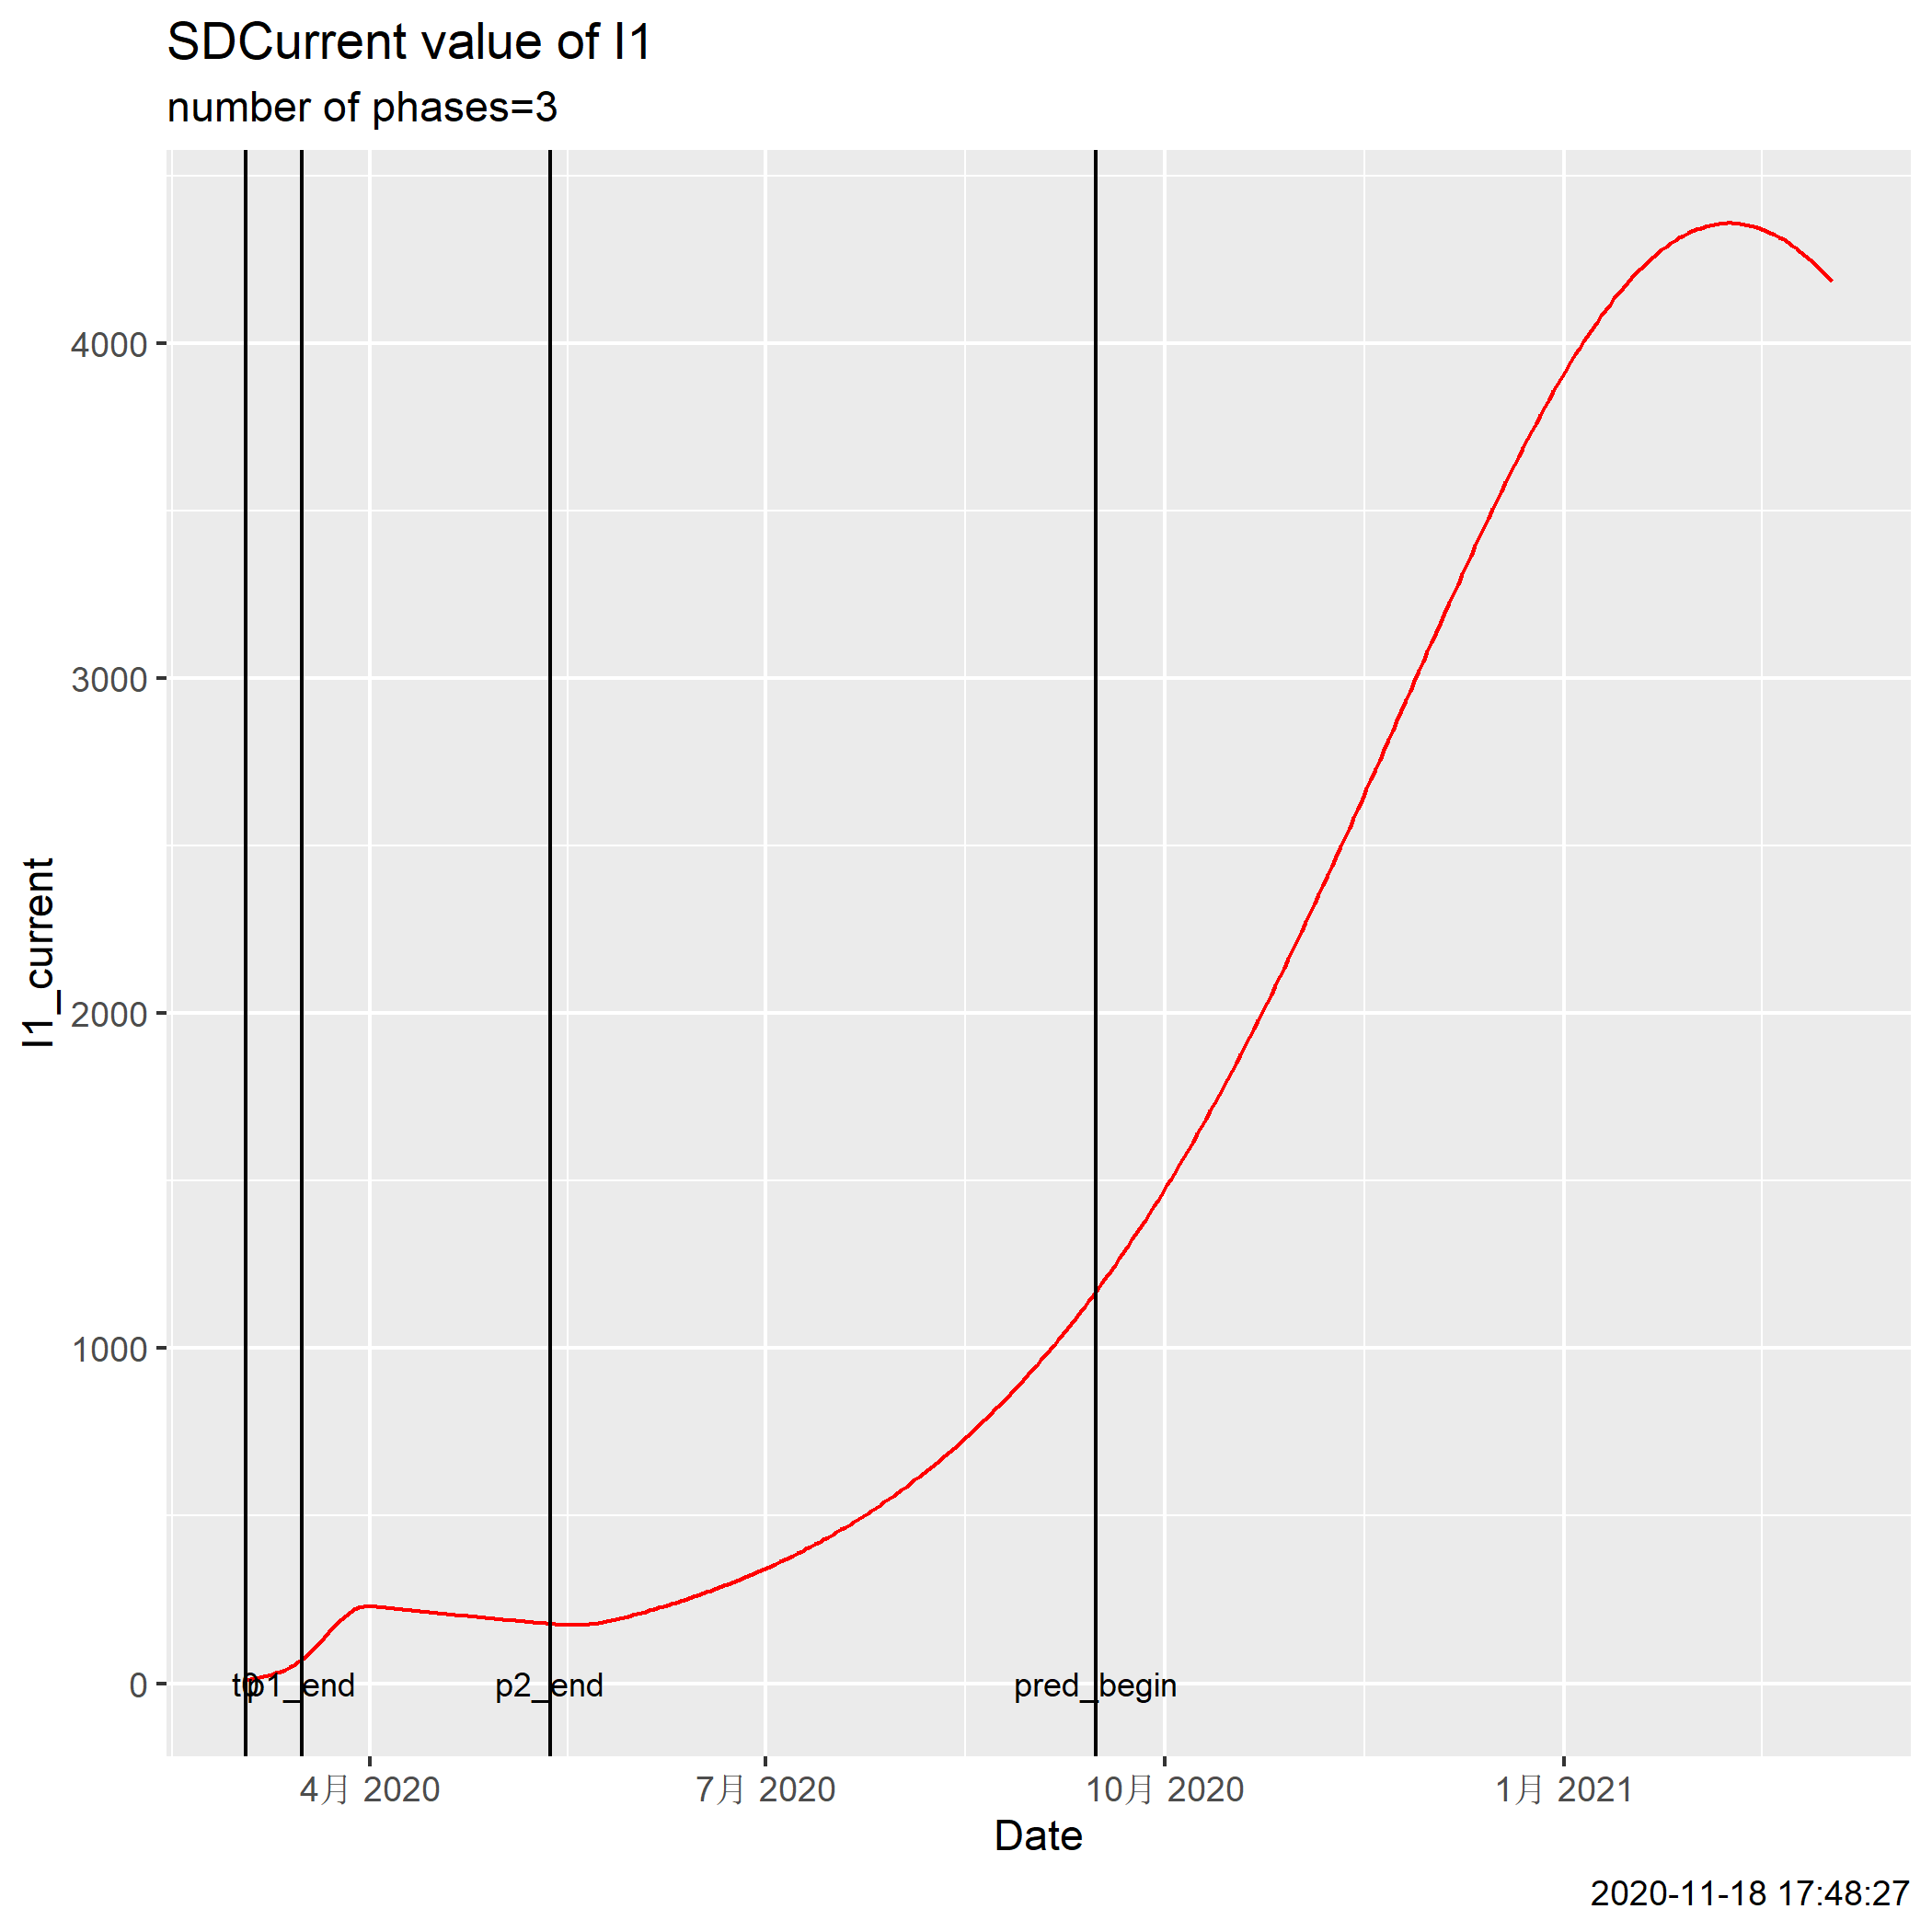 SDCurrent value of I1
number of phases=3
I1_current
4000
3000
2000
1000
0
t0
p1_end
p2_end
pred_begin
4月 2020
7月 2020
10月 2020
1月 2021
Date
2020-11-18 17:48:27